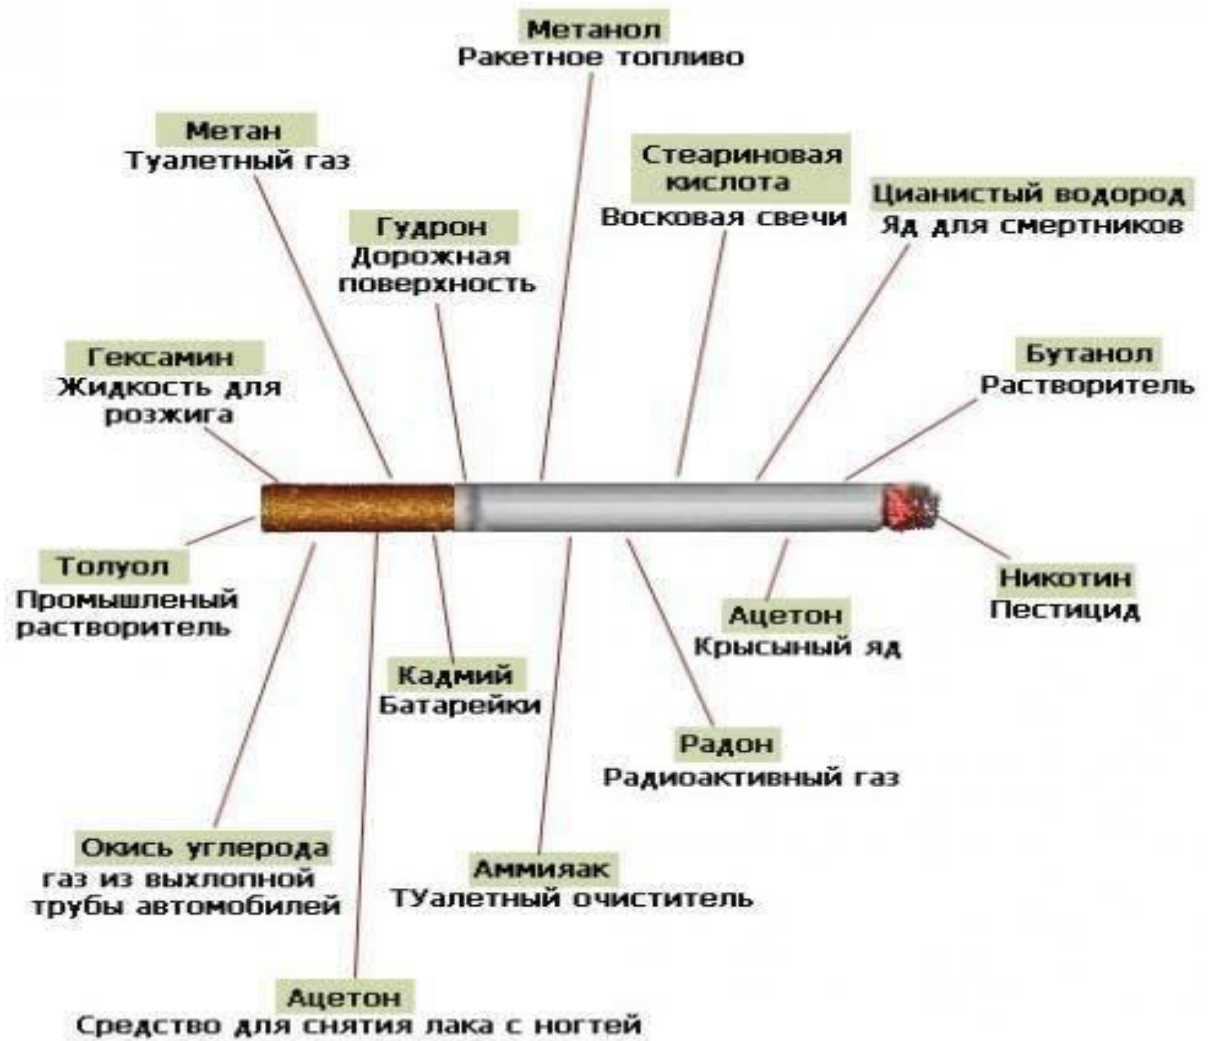 Метанол
Ракетное топливо
Метан
Туалетный газ
Стеариновая
кислота
Восковая свечи
Цианистый водород
Яд для смертников
Гудрон
Дорожная
поверхность
Гексамин
Жидкость для
розжига
Бутанол
Растворитель
Толуол
Промышленый
растворитель
Никотин
Пестицид
Ацетон
Крысыный яд
Кадмий
Батарейки
Радон
Радиоактивный газ
Окись углерода
газ из выхлопной
трубы автомобилей
Аммияак
ТУалетный очиститель
Ацетон
Средство для снятия лака с ногтей